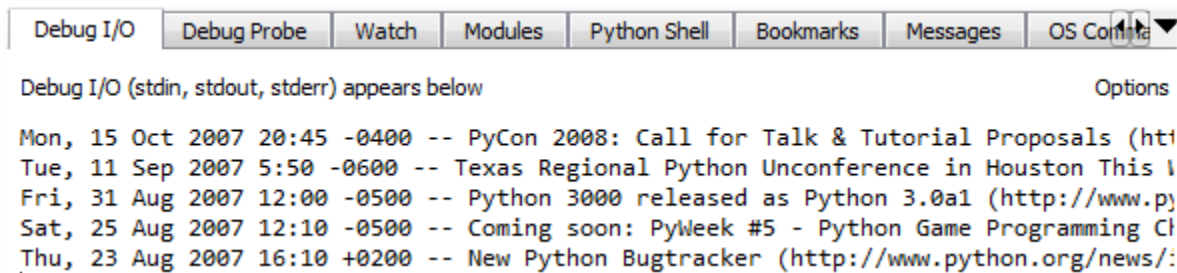 Debug I/O Debug Probe Watch Modules Python Shell Bookmarks Messages OS
Debug I/O (stdin, stdout, stderr) appears below Options
Mon, 15 Oct 2007 20:45 -0400 -- PyCon 2008: Call for Talk & Tutorial Proposals
Tue, 11 Sep 2007 5:50 -0600 -- Texas Regional Python Unconference in Houston This
Fri, 31 Aug 2007 12:00 -0500 -- Python 3000 released as Python 3.0a1 (http://www.py
Sat, 25 Aug 2007 12:10 -0500 -- Coming soon: PyWeek #5 - Python Game Programming
Thu, 23 Aug 2007 16:10 +0200 -- New Python Bugtracker (http://www.python.org/news/